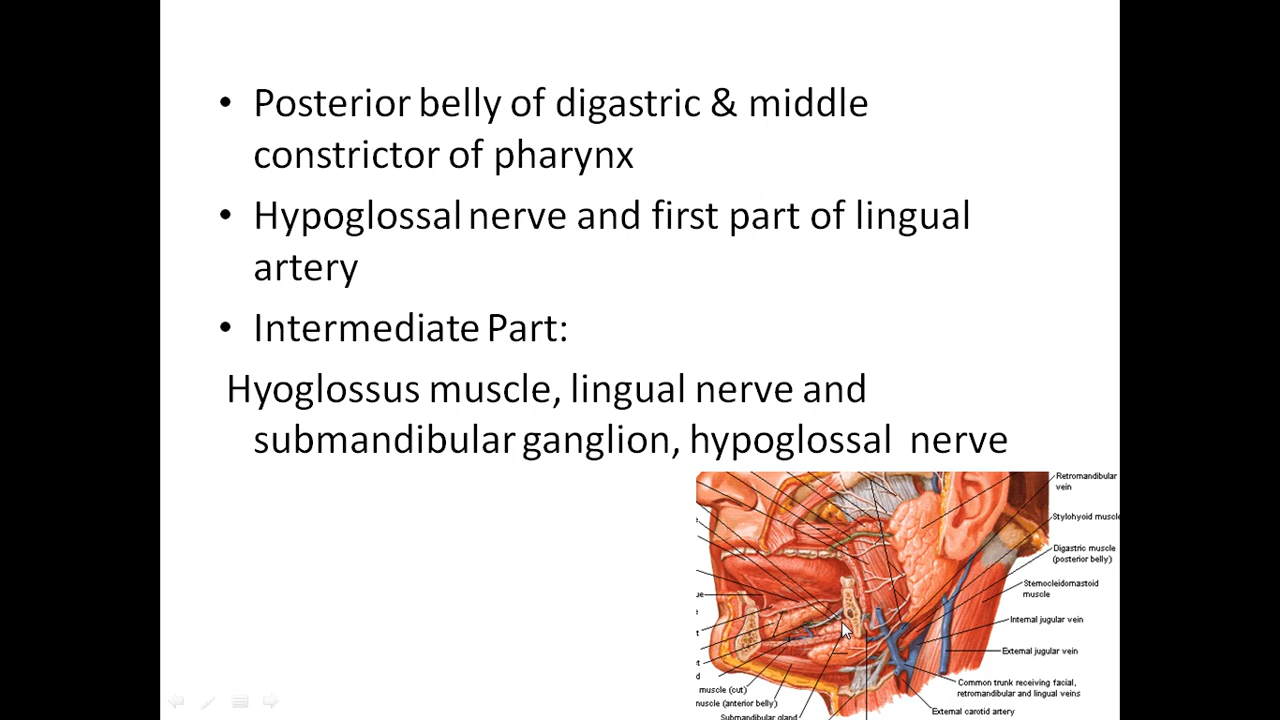 • Posterior belly of digastric & middle
constrictor of pharynx
• Hypoglossal nerve and first part of lingual
artery
• Intermediate Part:
Hyoglossus muscle, lingual nerve and
submandibular ganglion, hypoglossal nerve
Retromandibular
vein
Stylohyoid muscle
Digastric muscle
(posterior belly)
Sternocleidomastoid
muscle
Internal jugular vein
External jugular vein
Common trunk receiving facial,
retromandibular and lingual veins
External carotid artery
muscle (cut)
muscle (anterior belly)
Submandibular gland